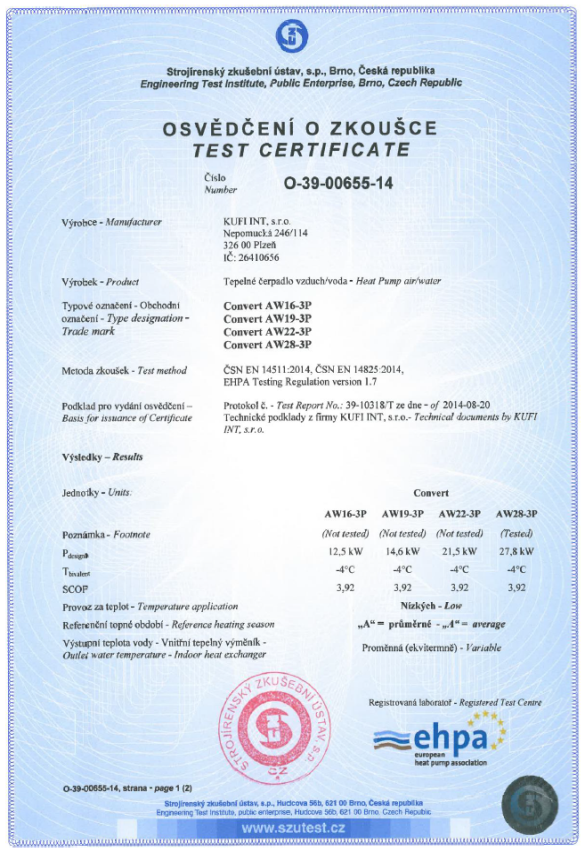 Strojírenský zkušební ústav, s.p., Brno, Česká republika
Engineering Test Institute, Public Enterprise, Brno, Czech Republic
OSVĚDČENÍ O ZKOUŠCE
TEST CERTIFICATE
Číslo
Number
O-39-00655-14
Výrobce - Manufacturer
KUFI INT, s.r.o.
Nepomucká 246/114
326 00 Plzeň
IČ: 26410656
Výrobek - Product
Tepelné čerpadlo vzduch/voda - Heat Pump air/water
Typové označení - Obchodní
označení - Type designation -
Trade mark
Convert AW16-3P
Convert AW19-3P
Convert AW22-3P
Convert AW28-3P
Metoda zkoušek - Test method
ČSN EN 14511:2014, ČSN EN 14825:2014,
EHPA Testing Regulation version 1.7
Podklad pro vydání osvědčení –
Basis for issuance of Certificate
Protokol č. - Test Report No.: 39-10318/T ze dne - of 2014-08-20
Technické podklady z firmy KUFI INT, s.r.o.- Technical documents by KUFI
INT, s.r.o.
Výsledky – Results
Jednotky - Units: Convert
AW16-3P AW19-3P AW22-3P AW28-3P
Poznámka - Footnote (Not tested) (Not tested) (Not tested) (Tested)
Pdesignh 12,5 kW 14,6 kW 21,5 kW 27,8 kW
Tbivalent -4°C -4°C -4°C -4°C
SCOP 3,92 3,92 3,92 3,92
Provoz za teplot - Temperature application Nízkých - Low
Referenční topné období - Reference heating season „A" = průměrné - „A" = average
Výstupní teplota vody - Vnitřní tepelný výměník -
Outlet water temperature - Indoor heat exchanger
Proměnná (ekvitermně) - Variable
STROJÍRENSKÝ ZKUŠEBNÍ ÚSTAV, s.p.
CZ
Registrovaná laboratoř - Registered Test Centre
ehpa
european
heat pump association
O-39-00655-14, strana - page 1 (2)
Strojírenský zkušební ústav, s.p., Hudcova 56b, 621 00 Brno, Česká republika
Engineering Test Institute, public enterprise, Hudcova 56b, 621 00 Brno, Czech Republic
www.szutest.cz